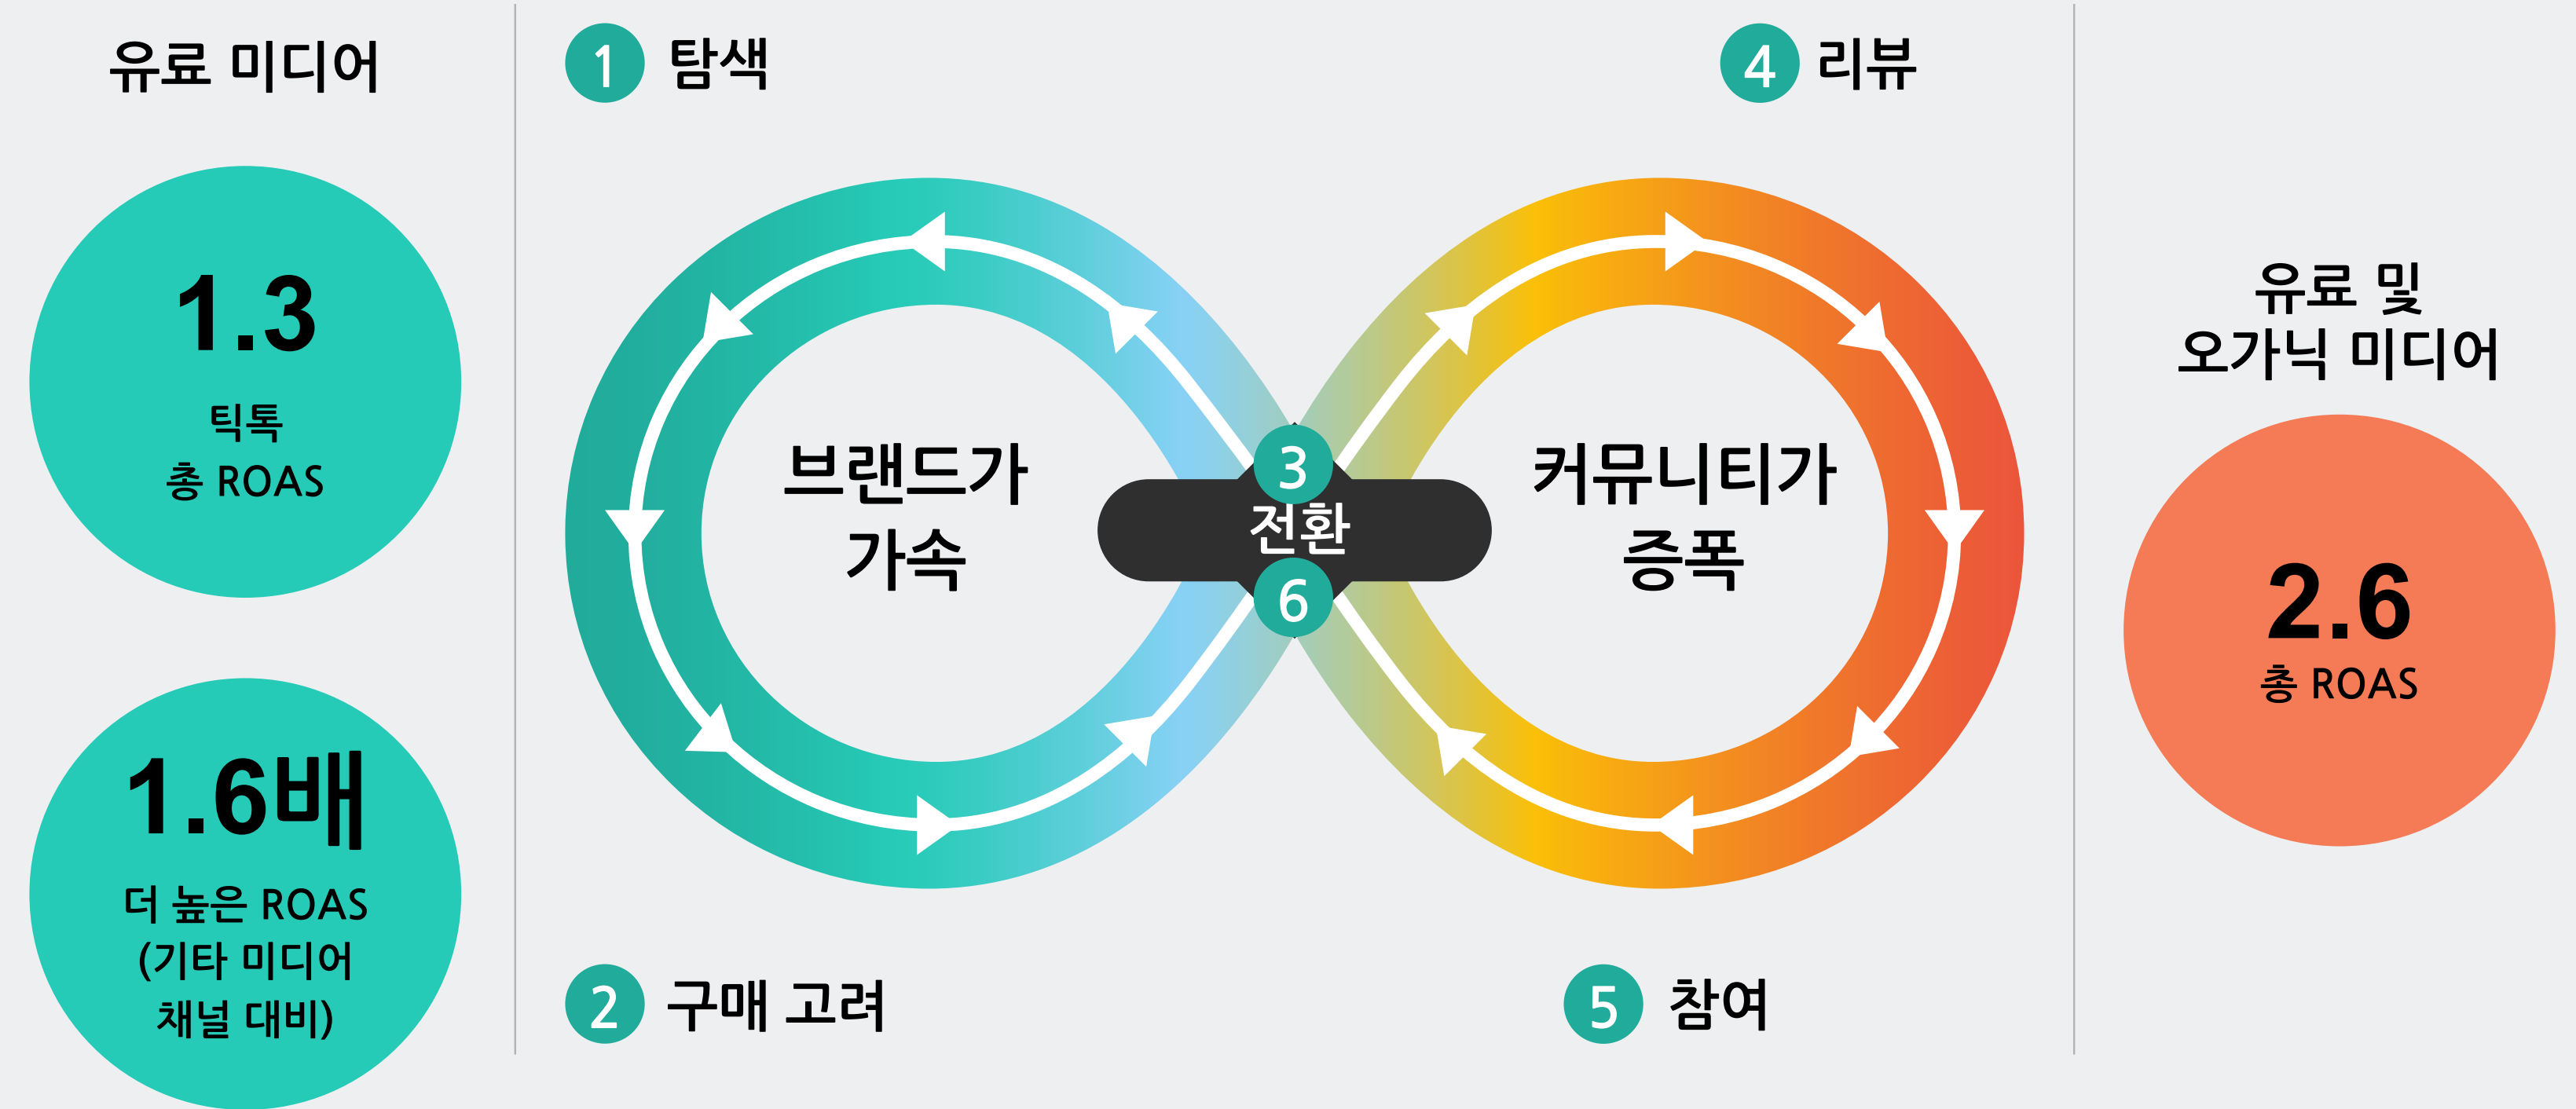 유료 미디어
1.3
틱톡
총 ROAS
1.6배
더 높은 ROAS
(기타 미디어
채널 대비)
1 탐색
4 리뷰
브랜드가
가속
3
전환
6
커뮤니티가
증폭
2 구매 고려
5 참여
유료 및
오가닉 미디어
2.6
총 ROAS